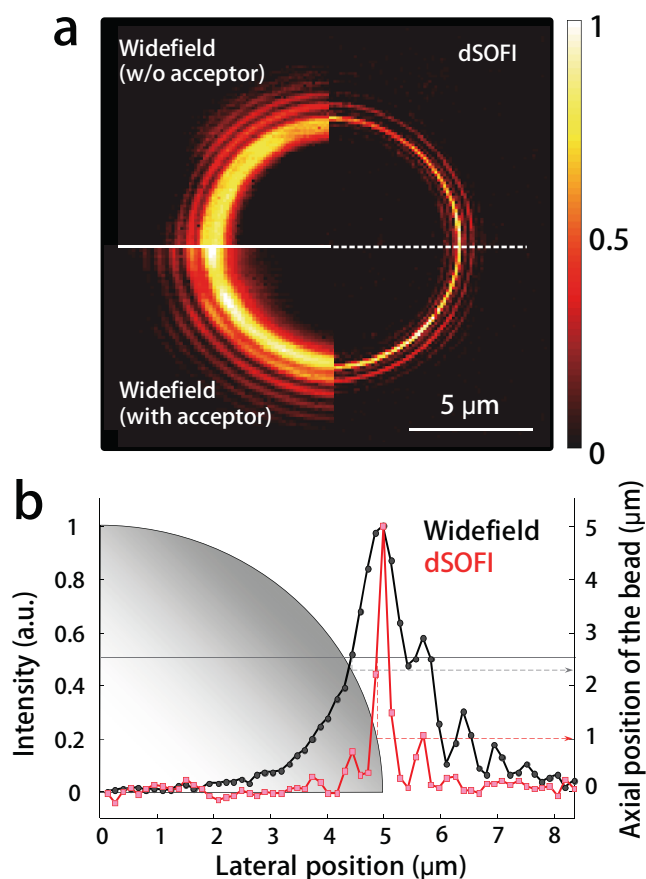 a
Widefield
(w/o acceptor)
dSOFI
1
0.5
0
Widefield
(with acceptor)
5 µm
b
Widefield
dSOFI
Intensity (a.u.)
1
0.8
0.6
0.4
0.2
0
Axial position of the bead (µm)
5
4
3
2
1
0
0 1 2 3 4 5 6 7 8
Lateral position (µm)